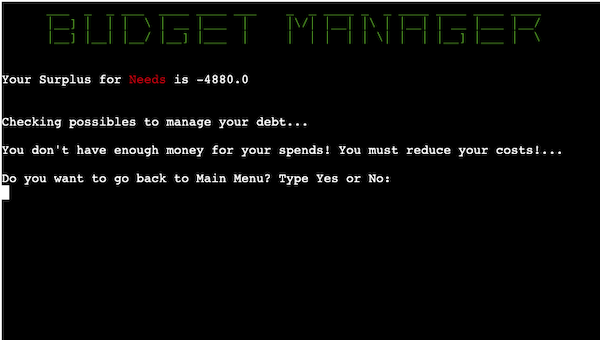 BUDGET MANAGER
Your Surplus for Needs is -4880.0
Checking possibles to manage your debt...
You don't have enough money for your spends! You must reduce your costs!...
Do you want to go back to Main Menu? Type Yes or No: